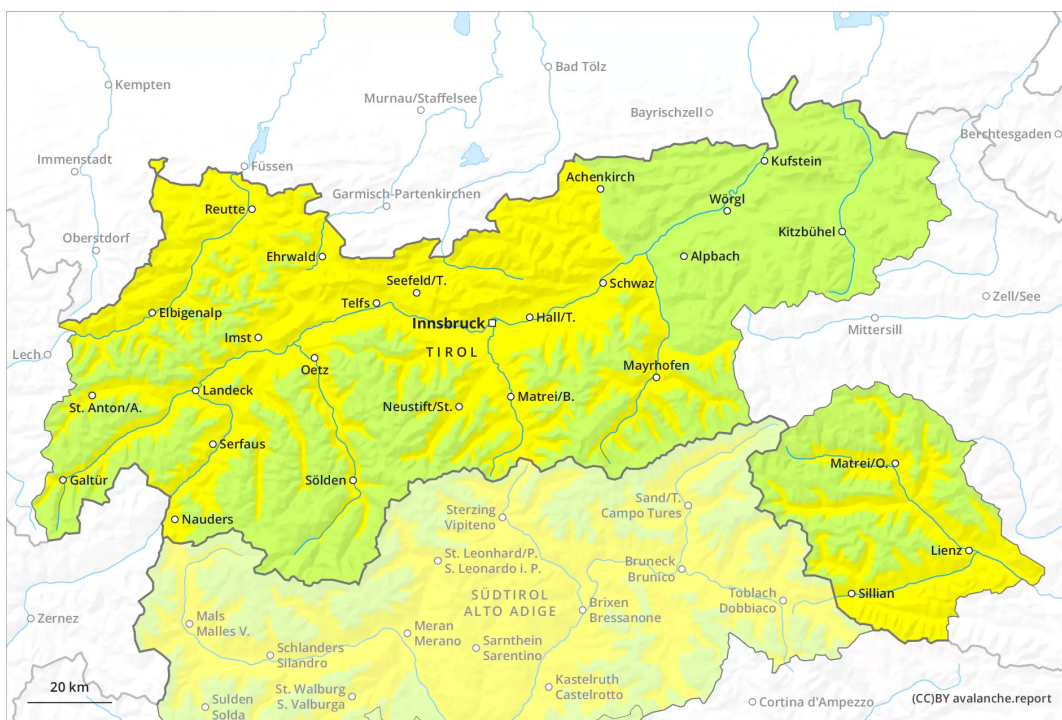 Kempten
Bad Tölz
Murnau/Staffelsee
Bayrischzell
Berchtesgaden
Immenstadt
Füssen
Kufstein
Garmisch-Partenkirchen
Achenkirch
Reutte
Wörgl
Oberstdorf
Kitzbühel
Ehrwald
Alpbach
Seefeld/T.
Schwaz
Telfs
Zell/See
Elbigenalp
Innsbruck
Hall/T.
Mittersill
Imst
TIROL
Lech
Oetz
Mayrhofen
Landeck
St. Anton/A.
Neustift/St.
Matrei/B.
Serfaus
Matrei/O.
Galtür
Sölden
Sand/T.
Campo Tures
Sterzing
Vipiteno
Nauders
Lienz
St. Leonhard/P.
S. Leonardo i. P.
Bruneck
Brunico
SÜDTIROL
ALTO ADIGE
Sillian
Toblach
Dobbiaco
Brixen
Bressanone
Zernez
Mals
Malles V.
Meran
Merano
Schlanders
Silandro
Sarnthein
Sarentino
20 km
St. Walburg
S. Valburga
Kastelruth
Castelrotto
Sulden
Solda
Cortina d'Ampezzo
(CC)BY avalanche.report